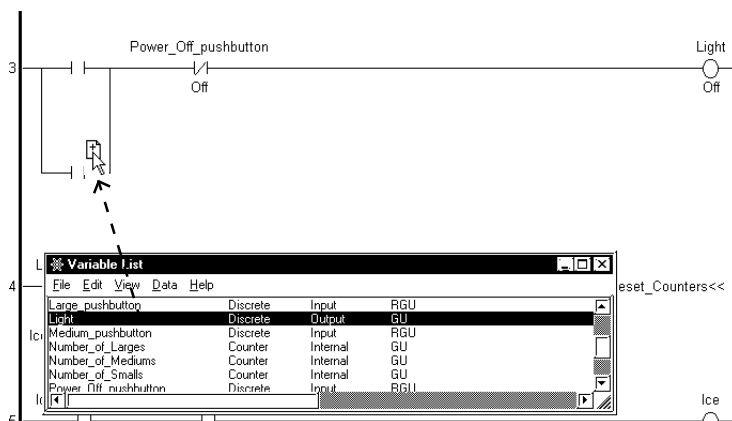 Power_Off_pushbutton Light
3
Off Off
L
Variable List
4 File Edit View Data Help eset_Counters<<
Large_pushbutton Discrete Input RGU
Light Discrete Output GU
Medium_pushbutton Discrete Input RGU
Number_of_Larges Counter Internal GU
Number_of_Mediums Counter Internal GU
Number_of_Smalls Counter Internal GU
Power_Off_pushbutton Discrete Input RGU
Ice
5